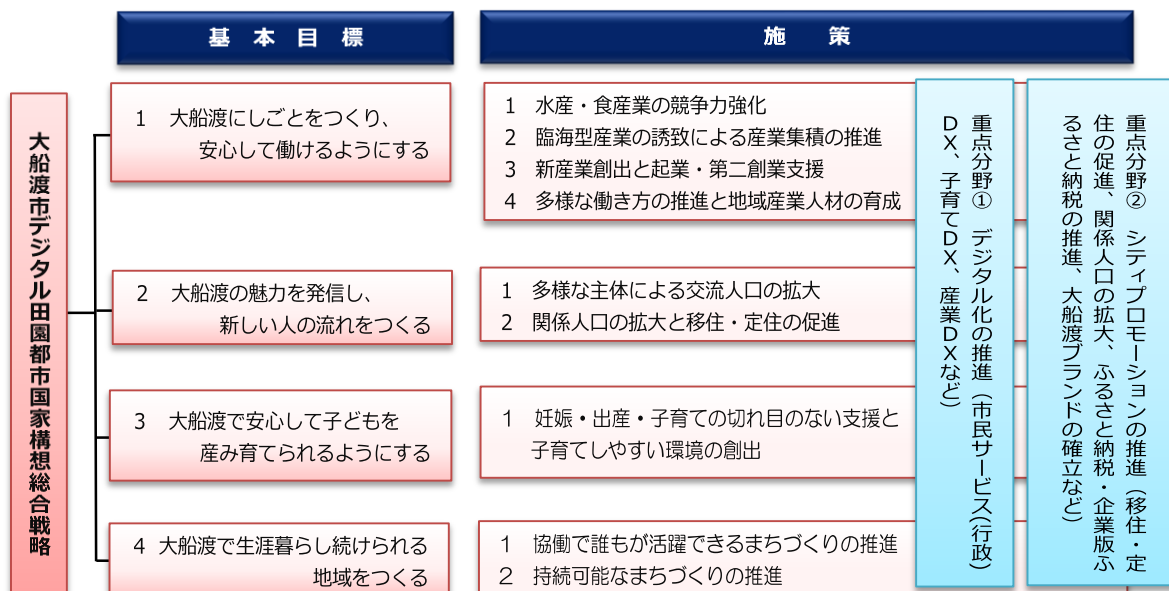 基本目標
施策
大船渡市デジタル田園都市国家構想総合戦略
1 大船渡にしごとをつくり、
安心して働けるようにする
1 水産・食産業の競争力強化
2 臨海型産業の誘致による産業集積の推進
3 新産業創出と起業・第二創業支援
4 多様な働き方の推進と地域産業人材の育成
2 大船渡の魅力を発信し、
新しい人の流れをつくる
1 多様な主体による交流人口の拡大
2 関係人口の拡大と移住・定住の促進
3 大船渡で安心して子どもを
産み育てられるようにする
1 妊娠・出産・子育ての切れ目のない支援と
子育てしやすい環境の創出
4 大船渡で生涯暮らし続けられる
地域をつくる
1 協働で誰もが活躍できるまちづくりの推進
2 持続可能なまちづくりの推進
重点分野① デジタル化の推進（市民サービス(行政)
DX、子育てDX、産業DXなど）
重点分野② シティプロモーションの推進（移住・定
住の促進、関係人口の拡大、ふるさと納税・企業版ふ
るさと納税の推進、大船渡ブランドの確立など）